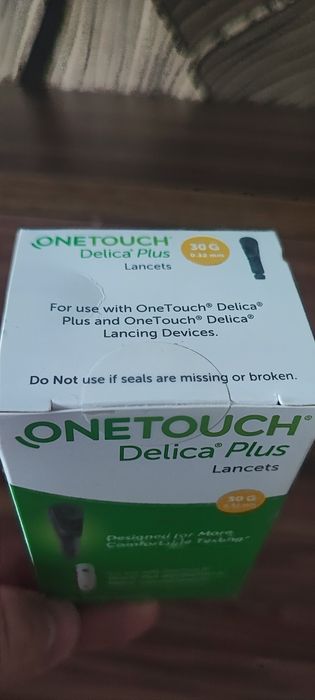 ONETOUCH®
Delica® Plus
Lancets
30 G
0.32 mm
For use with OneTouch® Delica®
Plus and OneTouch® Delica®
Lancing Devices.
Do Not use if seals are missing or broken.
ONETOUCH®
Delica® Plus
Lancets
30 G
Designed for More
Comfortable Testing*